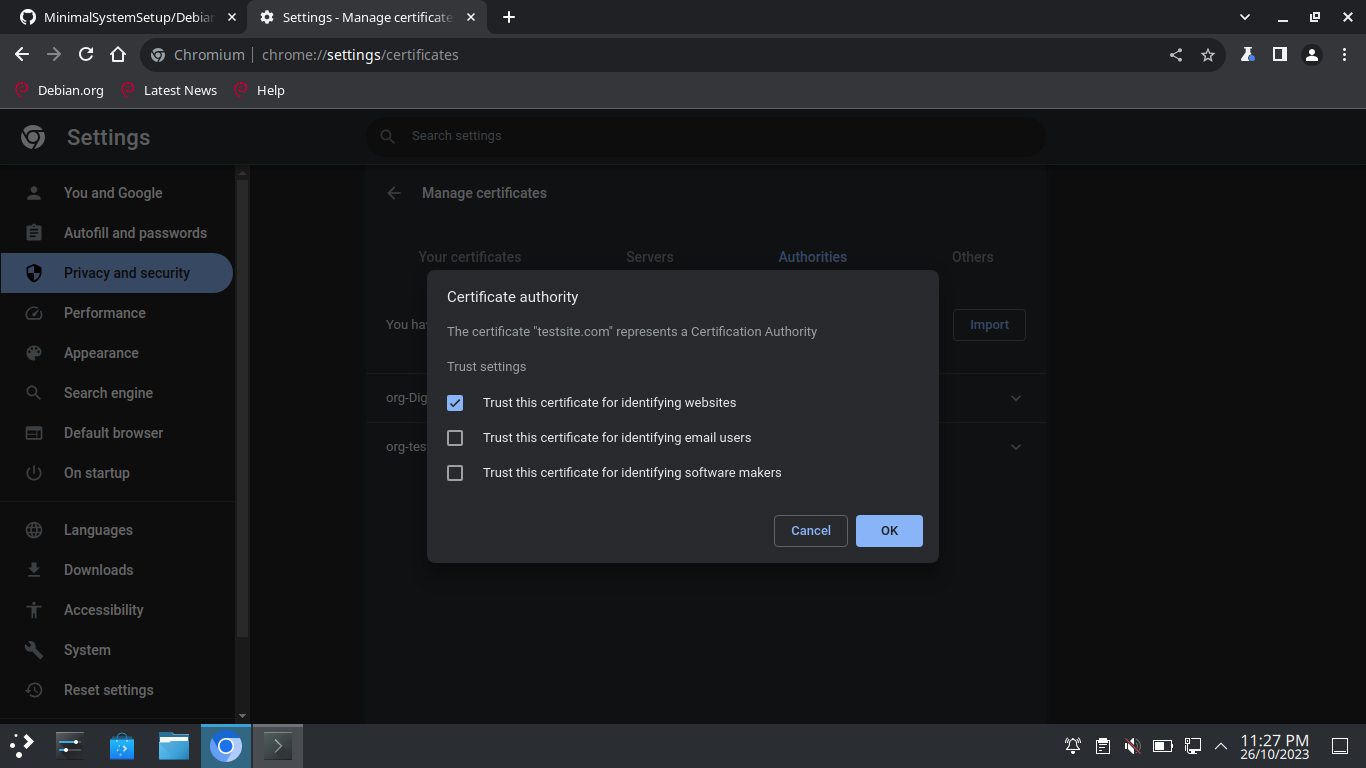 MinimalSystemSetup/Debian
Settings - Manage certificate
Chromium
chrome://settings/certificates
Debian.org
Latest News
Help
Settings
Search settings
You and Google
Autofill and passwords
Privacy and security
Performance
Appearance
Search engine
Default browser
On startup
Languages
Downloads
Accessibility
System
Reset settings
Manage certificates
Your certificates
Servers
Authorities
Others
You hav
Import
org-Dig
org-tes
Certificate authority
The certificate "testsite.com" represents a Certification Authority
Trust settings
Trust this certificate for identifying websites
Trust this certificate for identifying email users
Trust this certificate for identifying software makers
Cancel
OK
11:27 PM
26/10/2023